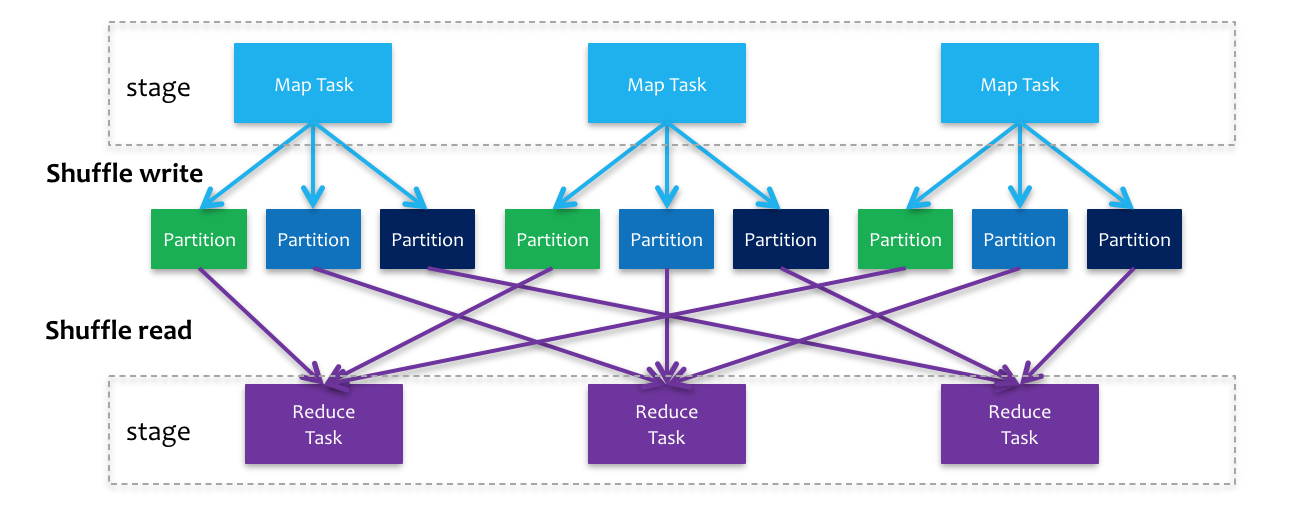 stage
Map Task
Map Task
Map Task
Shuffle write
Partition
Partition
Partition
Partition
Partition
Partition
Partition
Partition
Partition
Shuffle read
stage
Reduce
Task
Reduce
Task
Reduce
Task